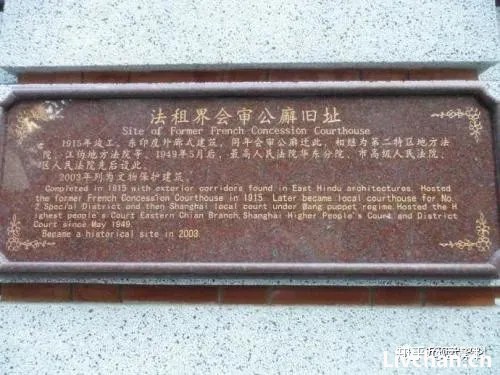 法租界会审公廨旧址
Site of Former French Concession Courthouse
1915年竣工。东印度外廊式建筑。同年会审公廨迁此。相继为第二特区地方
法院、汪伪地方法院等。1949年5月后，最高人民法院华东分院、市高级人民法院、
区人民法院先后设此。
2003年列为文物保护建筑。
Completed in 1915 with exterior corridors found in East Hindu architectures. Hosted
the former French Concession Courthouse in 1915. Later became local courthouse for No.
2 Special District and then Shanghai local court under Wang puppet regime. Hosted the H
ighest people's Court Eastern Chian Branch, Shanghai Higher People's Court and District
Court since May 1949.
Became a historical site in 2003.